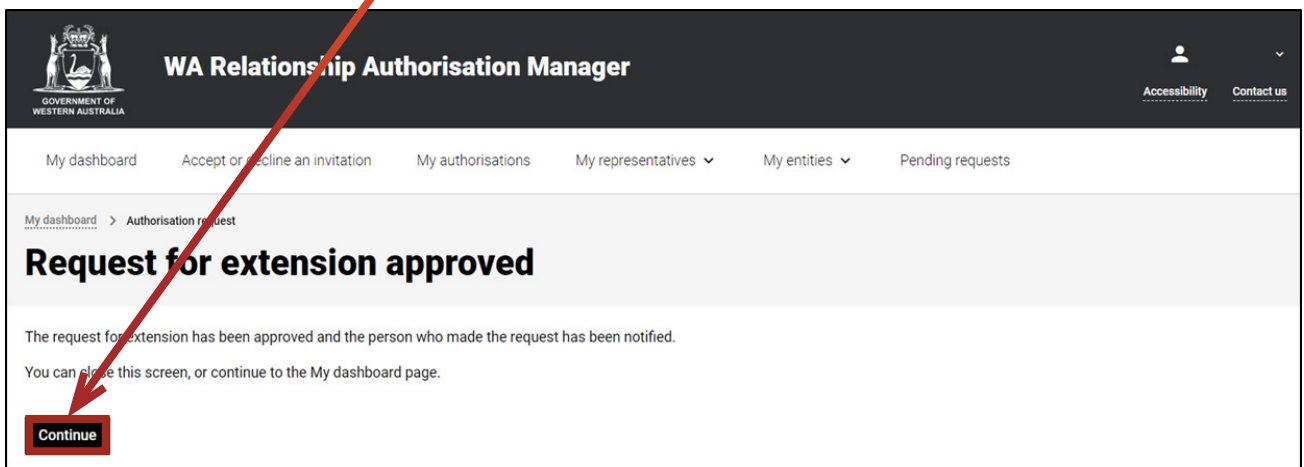 GOVERNMENT OF
WESTERN AUSTRALIA
WA Relationship Authorisation Manager
Accessibility
Contact us
My dashboard
Accept or decline an invitation
My authorisations
My representatives
My entities
Pending requests
My dashboard > Authorisation request
Request for extension approved
The request for extension has been approved and the person who made the request has been notified.
You can close this screen, or continue to the My dashboard page.
Continue